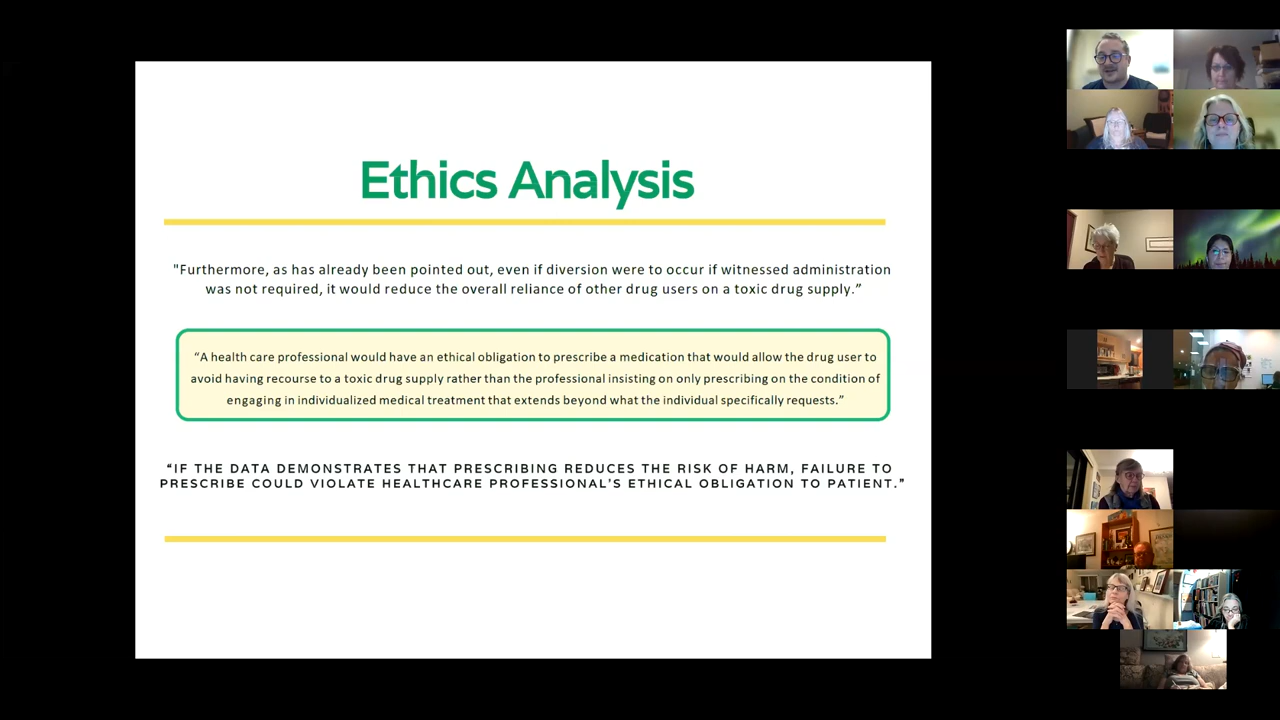 Ethics Analysis
"Furthermore, as has already been pointed out, even if diversion were to occur if witnessed administration
was not required, it would reduce the overall reliance of other drug users on a toxic drug supply.”
“A health care professional would have an ethical obligation to prescribe a medication that would allow the drug user to
avoid having recourse to a toxic drug supply rather than the professional insisting on only prescribing on the condition of
engaging in individualized medical treatment that extends beyond what the individual specifically requests.”
“IF THE DATA DEMONSTRATES THAT PRESCRIBING REDUCES THE RISK OF HARM, FAILURE TO
PRESCRIBE COULD VIOLATE HEALTHCARE PROFESSIONAL’S ETHICAL OBLIGATION TO PATIENT.”